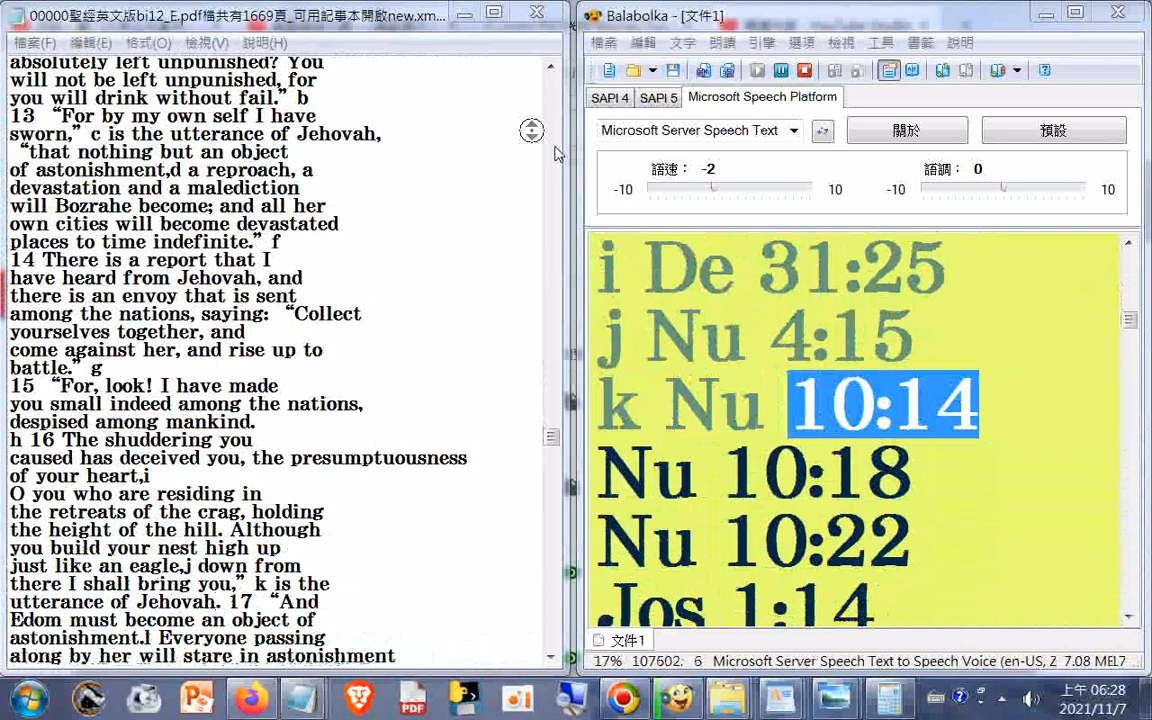 00000聖經英文版bi12_E.pdf檔共有1669頁_可用記事本開啟new.xm...
檔案(F) 編輯(E) 格式(O) 檢視(V) 說明(H)
absolutely left unpunished? You
will not be left unpunished, for
you will drink without fail.” b
13 “For by my own self I have
sworn,” c is the utterance of Jehovah,
“that nothing but an object
of astonishment,d a reproach, a
devastation and a malediction
will Bozrahe become; and all her
own cities will become devastated
places to time indefinite.” f
14 There is a report that I
have heard from Jehovah, and
there is an envoy that is sent
among the nations, saying: “Collect
yourselves together, and
come against her, and rise up to
battle.” g
15 “For, look! I have made
you small indeed among the nations,
despised among mankind.
h 16 The shuddering you
caused has deceived you, the presumptuousness
of your heart,i
O you who are residing in
the retreats of the crag, holding
the height of the hill. Although
you build your nest high up
just like an eagle,j down from
there I shall bring you,” k is the
utterance of Jehovah. 17 “And
Edom must become an object of
astonishment.l Everyone passing
along by her will stare in astonishment
Balabolka - [文件1]
檔案 編輯 文字 朗讀 引擎 選項 檢視 工具 書籤 說明
SAPI 4 SAPI 5 Microsoft Speech Platform
Microsoft Server Speech Text 關於 預設
語速： -2 語調： 0
-10 10 -10 10
i De 31:25
j Nu 4:15
k Nu 10:14
Nu 10:18
Nu 10:22
Jos 1:14
文件1
17% 107502: 6 Microsoft Server Speech Text to Speech Voice (en-US, Z 7.08 MEL7
PDF
上午 06:28
2021/11/7